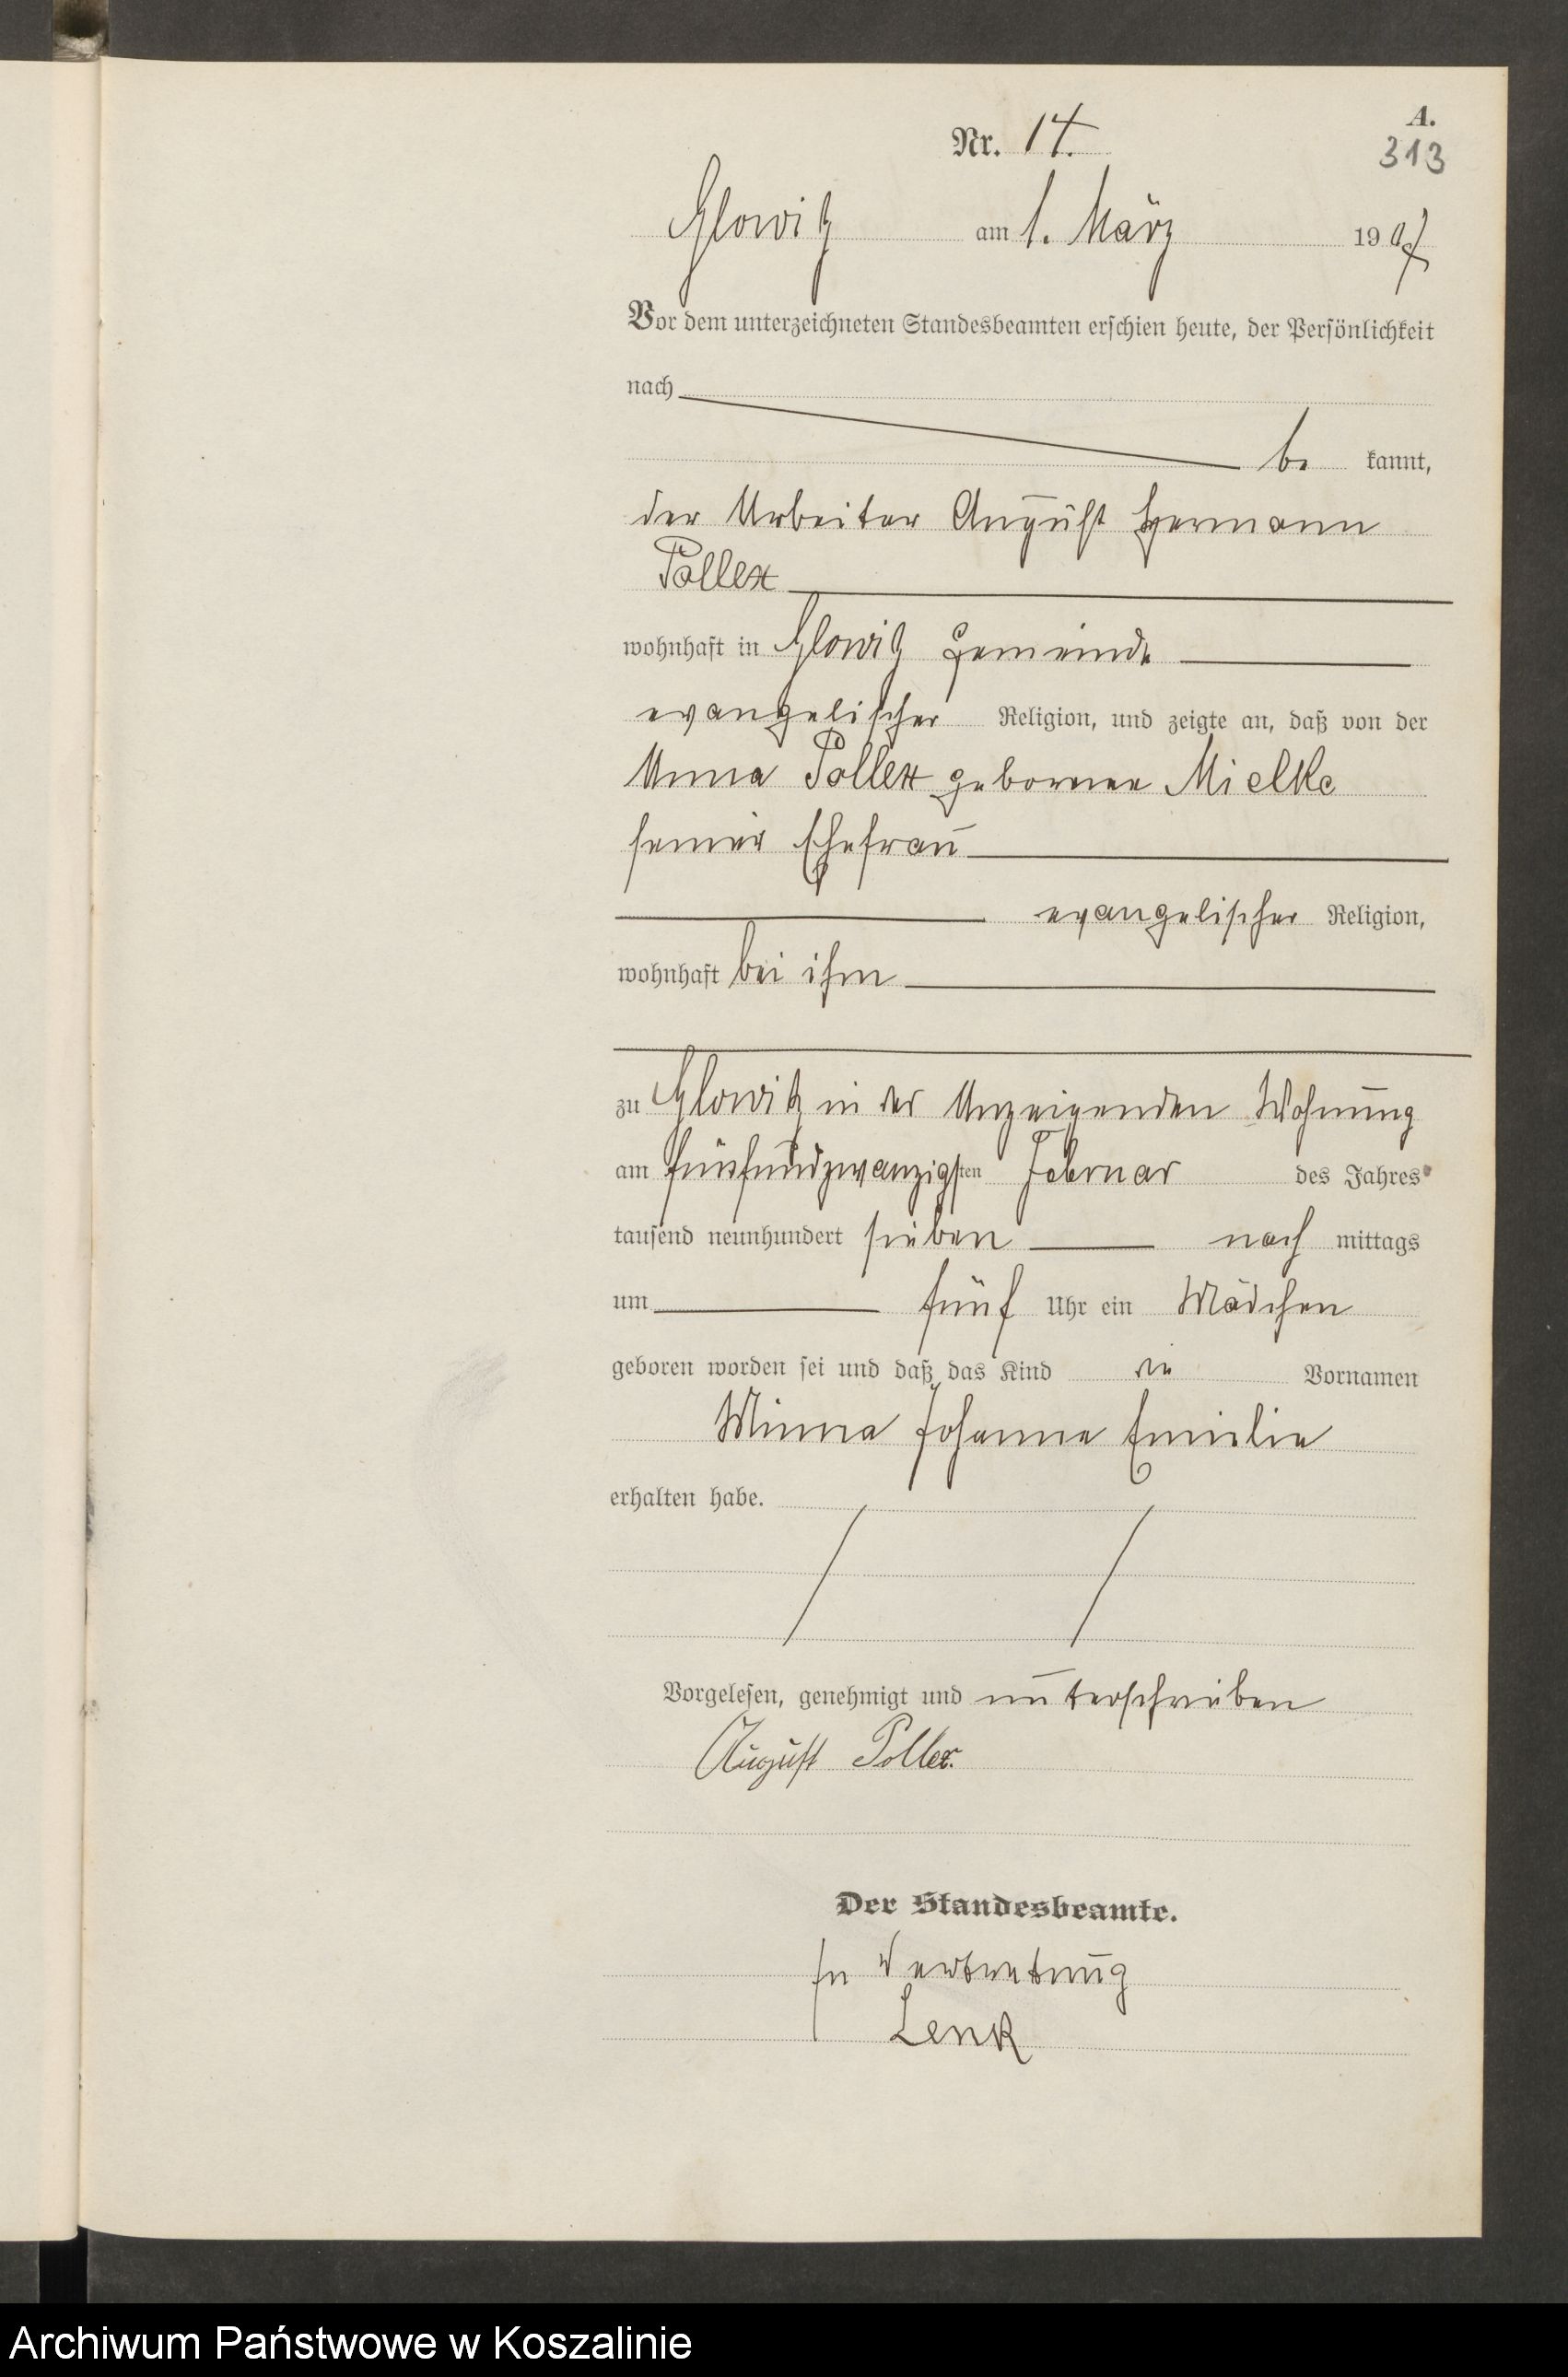 A.
Nr. 14.
313
Glowitz am 1. März 1907
Vor dem unterzeichneten Standesbeamten erschien heute, der Persönlichkeit
nach
be kannt,
der Arbeiter August Hermann
Pollex
wohnhaft in Glowitz Gemeinde
evangelischer Religion, und zeigte an, daß von der
Anna Pollex geborenen Mielke
seiner Ehefrau
evangelischer Religion,
wohnhaft bei ihm
zu Glowitz in der Anzeigenden Wohnung
am fünfundzwanzigsten Februar des Jahres
tausend neunhundert sieben nach mittags
um fünf Uhr ein Mädchen
geboren worden sei und daß das Kind die Vornamen
Minna Johanna Emilie
erhalten habe.
Vorgelesen, genehmigt und unterschrieben
August Pollex.
Der Standesbeamte.
In Vertretung
Lenk
Archiwum Państwowe w Koszalinie